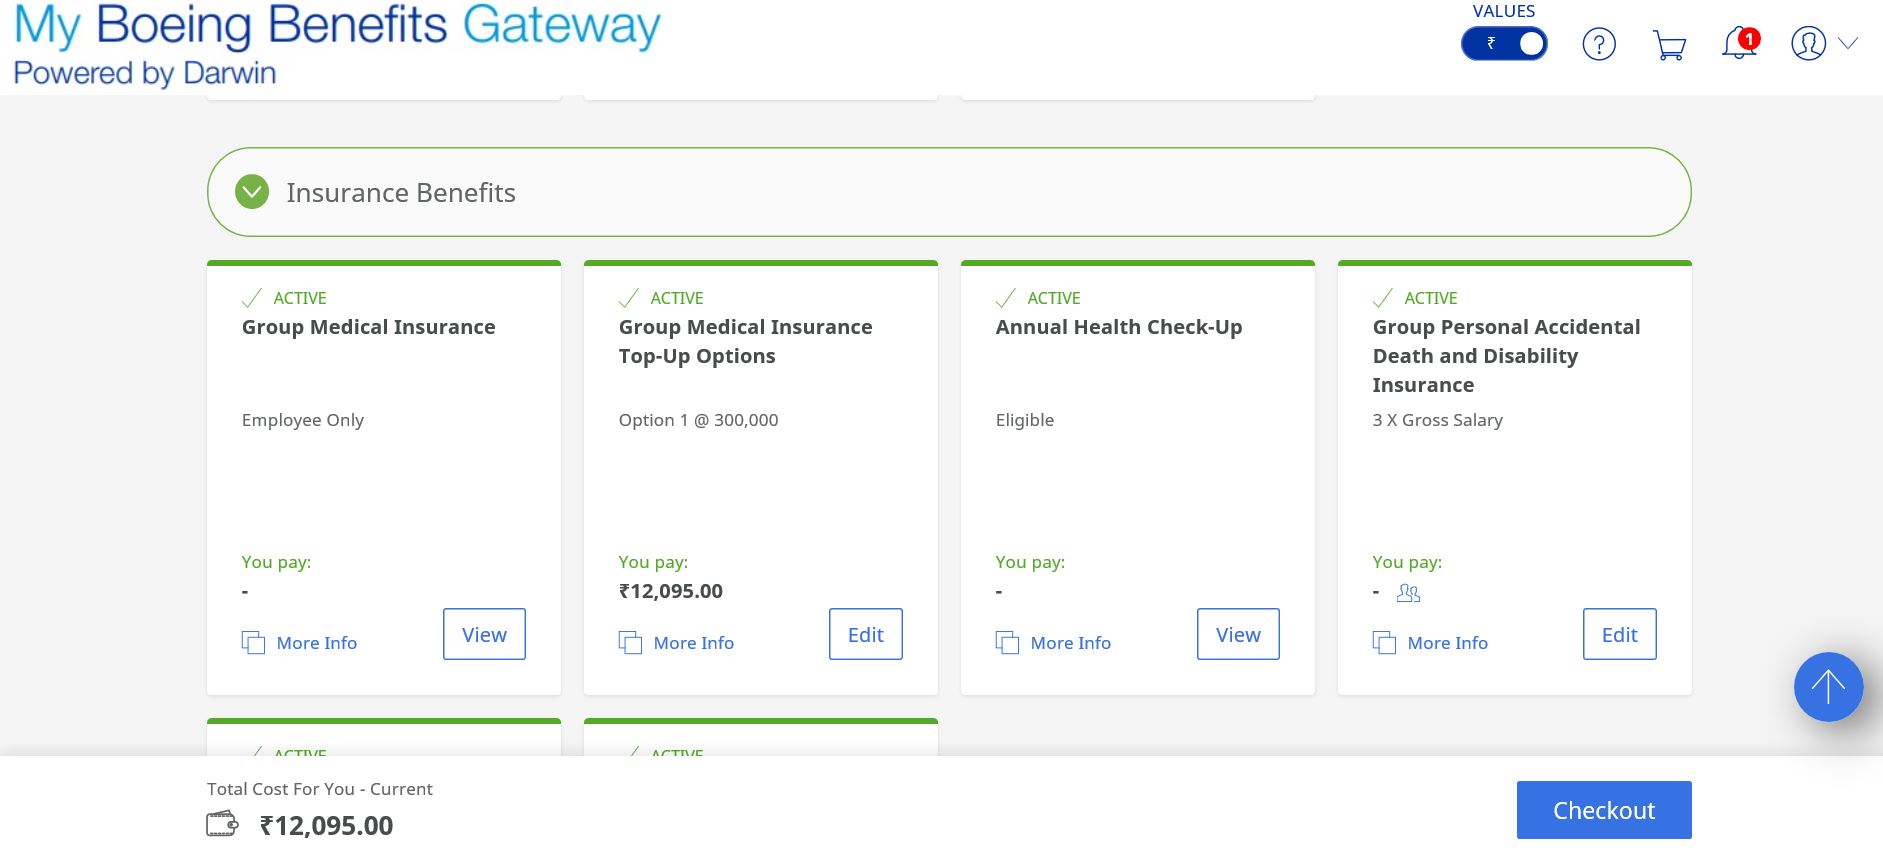 My Boeing Benefits Gateway
Powered by Darwin
VALUES
₹
?
1
Insurance Benefits
ACTIVE
Group Medical Insurance
Employee Only
You pay:
-
More Info
View
ACTIVE
Group Medical Insurance
Top-Up Options
Option 1 @ 300,000
You pay:
₹12,095.00
More Info
Edit
ACTIVE
Annual Health Check-Up
Eligible
You pay:
-
More Info
View
ACTIVE
Group Personal Accidental
Death and Disability
Insurance
3 X Gross Salary
You pay:
-
More Info
Edit
ACTIVE
ACTIVE
Total Cost For You - Current
₹12,095.00
Checkout